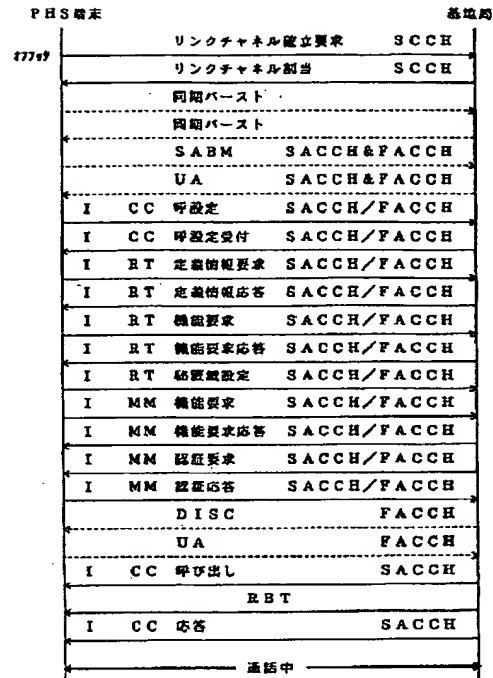 PHS端末 基地局
リンクチャネル確立要求 SCCH
ｵﾌﾌｯｸ
リンクチャネル割当 SCCH
同期バースト
同期バースト
SABM SACCH&FACCH
UA SACCH&FACCH
I CC 呼設定 SACCH/FACCH
I CC 呼設定受付 SACCH/FACCH
I RT 定義情報要求 SACCH/FACCH
I RT 定義情報応答 SACCH/FACCH
I RT 機能要求 SACCH/FACCH
I RT 機能要求応答 SACCH/FACCH
I RT 秘匿鍵設定 SACCH/FACCH
I MM 機能要求 SACCH/FACCH
I MM 機能要求応答 SACCH/FACCH
I MM 認証要求 SACCH/FACCH
I MM 認証応答 SACCH/FACCH
DISC FACCH
UA FACCH
I CC 呼び出し SACCH
RBT
I CC 応答 SACCH
通話中